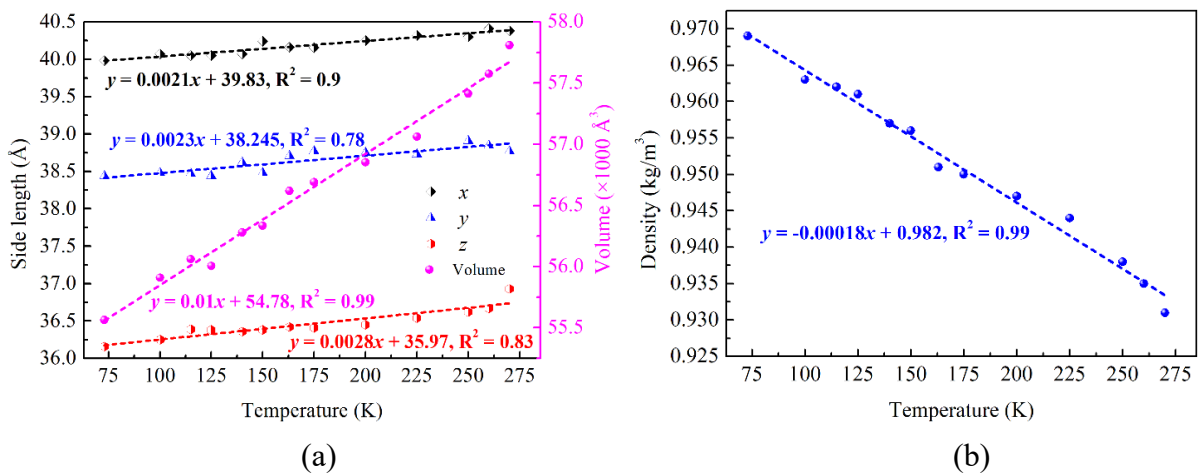 40.5
40.0
39.5
39.0
38.5
38.0
37.5
37.0
36.5
36.0
Side length (Å)
y = 0.0021x + 39.83, R² = 0.9
y = 0.0023x + 38.245, R² = 0.78
x
y
z
Volume
y = 0.01x + 54.78, R² = 0.99
y = 0.0028x + 35.97, R² = 0.83
58.0
57.5
57.0
56.5
56.0
55.5
Volume (×1000 Å³)
75 100 125 150 175 200 225 250 275
Temperature (K)
(a)
0.970
0.965
0.960
0.955
0.950
0.945
0.940
0.935
0.930
0.925
Density (kg/m³)
y = -0.00018x + 0.982, R² = 0.99
75 100 125 150 175 200 225 250 275
Temperature (K)
(b)